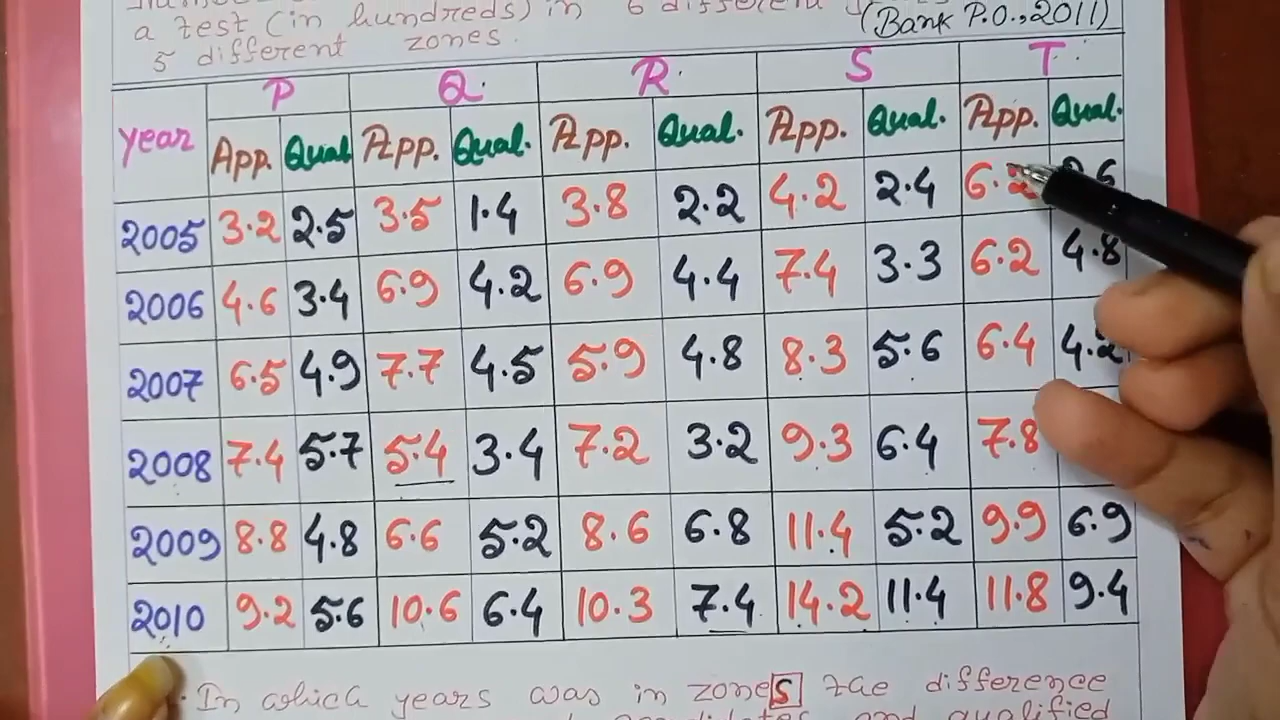 a test (in hundreds) in 6 different
(Bank P.O., 2011)
5 different zones.
P Q. R. S T.
Year App. Qual App. Qual. App. Qual. App. Qual. App. Qual.
2005 3.2 2.5 3.5 1.4 3.8 2.2 4.2 2.4
2006 4.6 3.4 6.9 4.2 6.9 4.4 7.4 3.3 6.2 4.8
2007 6.5 4.9 7.7 4.5 5.9 4.8 8.3 5.6 6.4 4.2
2008 7.4 5.7 5.4 3.4 7.2 3.2 9.3 6.4 7.8
2009 8.8 4.8 6.6 5.2 8.6 6.8 11.4 5.2 9.9 6.9
2010 9.2 5.6 10.6 6.4 10.3 7.4 14.2 11.4 11.8 9.4
In which years was in zone S the difference
and qualified